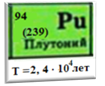 94 Pu
(239)
Плутоний
T = 2, 4 · 10⁴лет